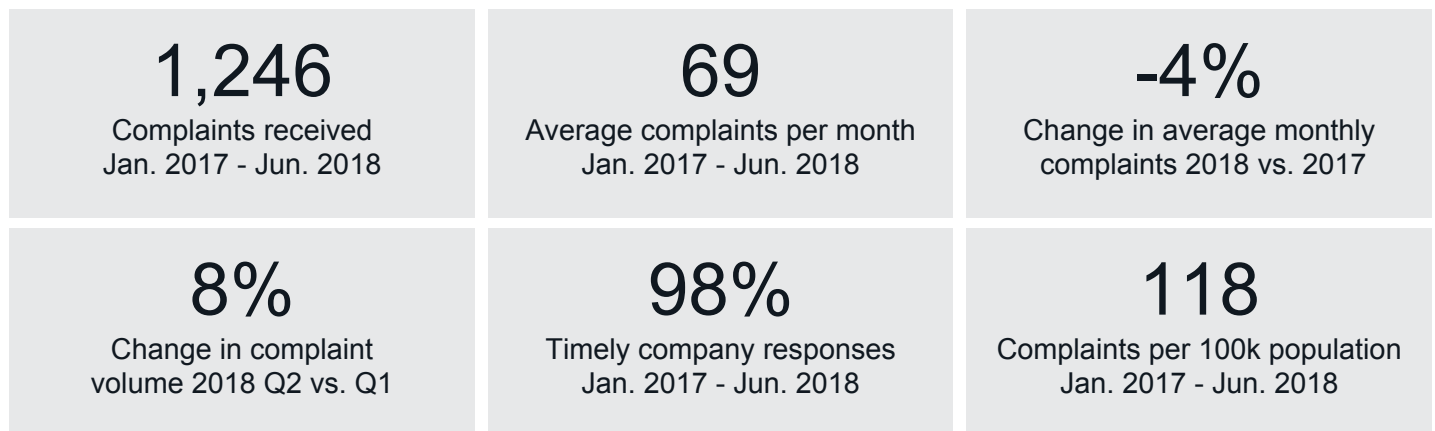 1,246
Complaints received
Jan. 2017 - Jun. 2018
69
Average complaints per month
Jan. 2017 - Jun. 2018
-4%
Change in average monthly
complaints 2018 vs. 2017
8%
Change in complaint
volume 2018 Q2 vs. Q1
98%
Timely company responses
Jan. 2017 - Jun. 2018
118
Complaints per 100k population
Jan. 2017 - Jun. 2018